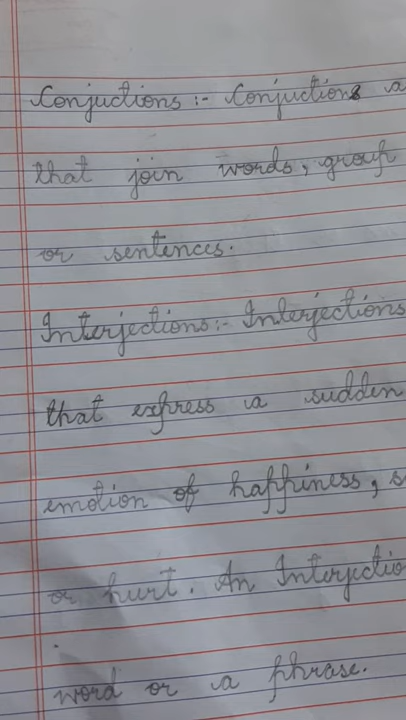 Conjuctions :- Conjuctions a
that join words, group
or sentences.
Interjections:- Interjections
that express a sudden
emotion of happiness, s
or hurt. An Interjectio
word or a phrase.